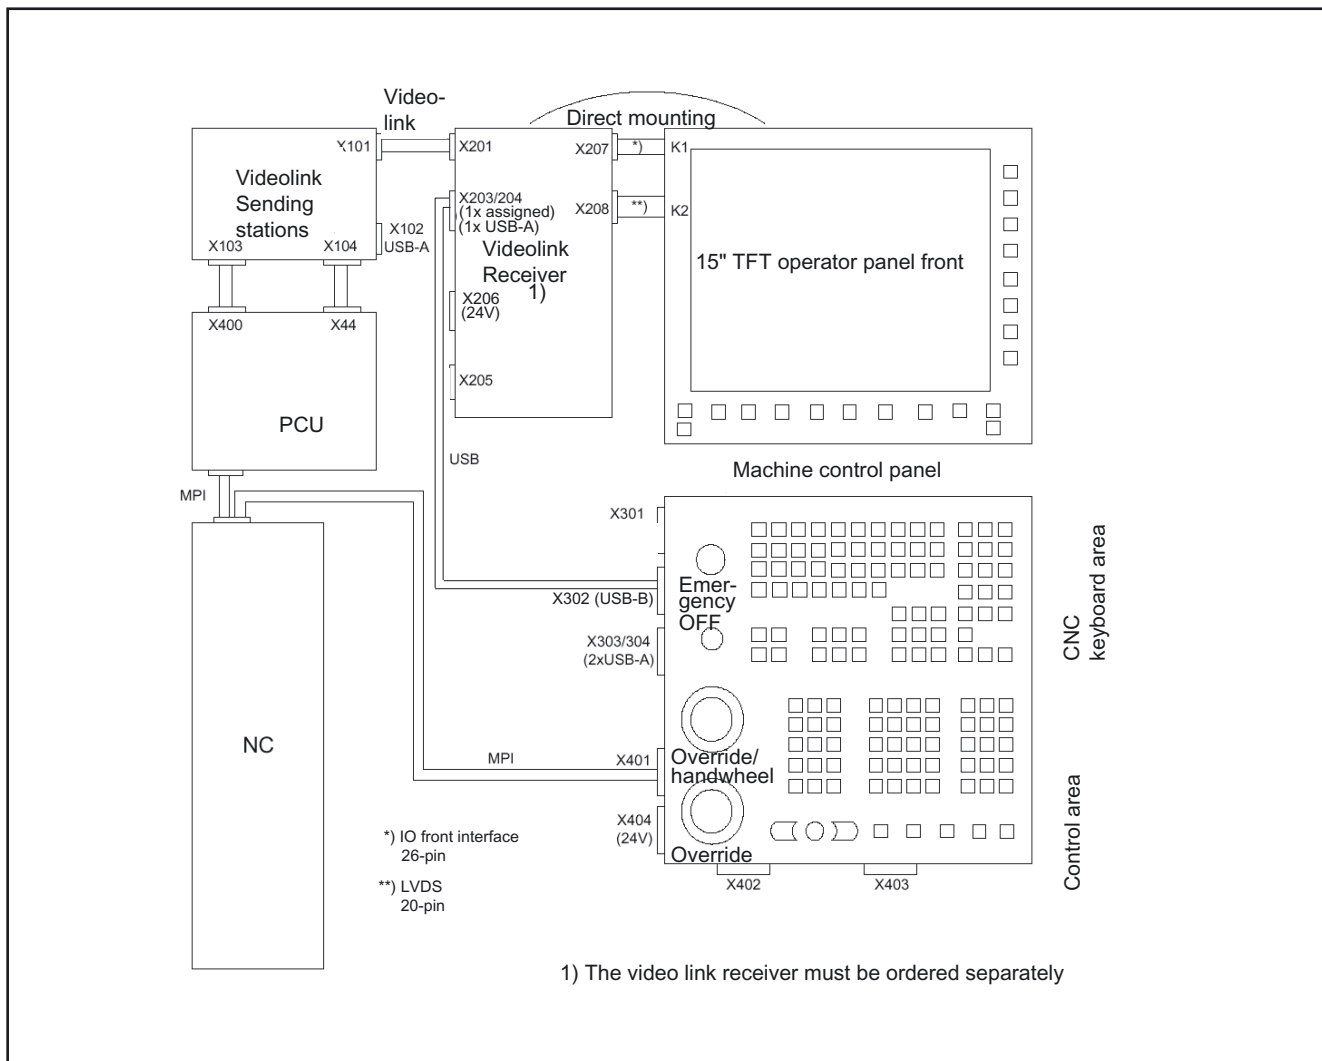 Video-
link
Direct mounting
X101
X201
X207
*)
K1
Videolink
Sending
stations
X203/204
(1x assigned)
(1x USB-A)
X208
**)
K2
X102
USB-A
X103
X104
Videolink
Receiver
1)
15" TFT operator panel front
X206
(24V)
X400
X44
X205
PCU
USB
Machine control panel
MPI
X301
Emer-
gency
OFF
X302 (USB-B)
X303/304
(2xUSB-A)
CNC
keyboard area
NC
MPI
X401
Override/
handwheel
X404
(24V)
Override
Control area
*) IO front interface
26-pin
**) LVDS
20-pin
X402
X403
1) The video link receiver must be ordered separately